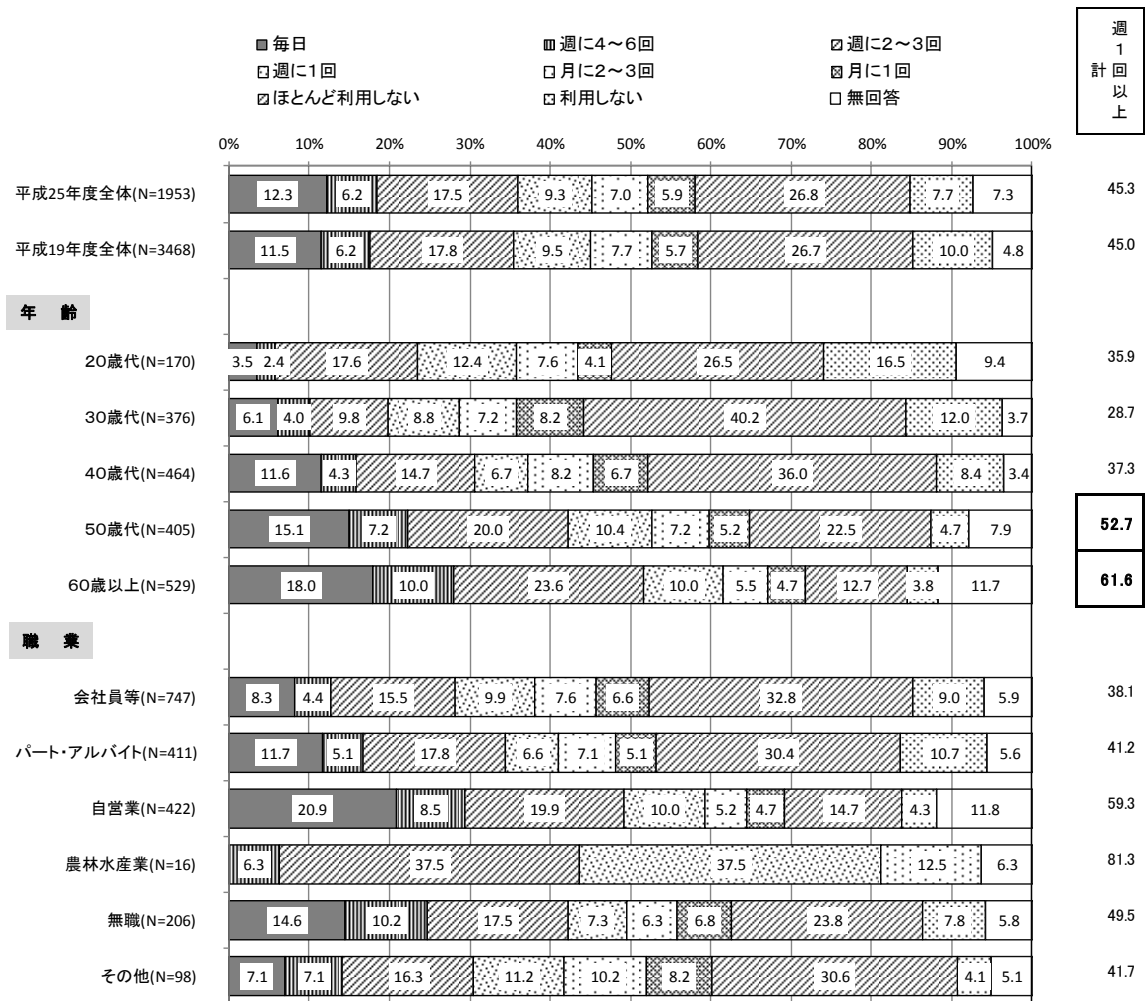 毎日 週に4~6回 週に2~3回
週に1回 月に2~3回 月に1回
ほとんど利用しない 利用しない 無回答
週1回以上計
0% 10% 20% 30% 40% 50% 60% 70% 80% 90% 100%
平成25年度全体(N=1953) 12.3 6.2 17.5 9.3 7.0 5.9 26.8 7.7 7.3 45.3
平成19年度全体(N=3468) 11.5 6.2 17.8 9.5 7.7 5.7 26.7 10.0 4.8 45.0
年 齢
20歳代(N=170) 3.5 2.4 17.6 12.4 7.6 4.1 26.5 16.5 9.4 35.9
30歳代(N=376) 6.1 4.0 9.8 8.8 7.2 8.2 40.2 12.0 3.7 28.7
40歳代(N=464) 11.6 4.3 14.7 6.7 8.2 6.7 36.0 8.4 3.4 37.3
50歳代(N=405) 15.1 7.2 20.0 10.4 7.2 5.2 22.5 4.7 7.9 52.7
60歳以上(N=529) 18.0 10.0 23.6 10.0 5.5 4.7 12.7 3.8 11.7 61.6
職 業
会社員等(N=747) 8.3 4.4 15.5 9.9 7.6 6.6 32.8 9.0 5.9 38.1
パート・アルバイト(N=411) 11.7 5.1 17.8 6.6 7.1 5.1 30.4 10.7 5.6 41.2
自営業(N=422) 20.9 8.5 19.9 10.0 5.2 4.7 14.7 4.3 11.8 59.3
農林水産業(N=16) 6.3 37.5 37.5 12.5 6.3 81.3
無職(N=206) 14.6 10.2 17.5 7.3 6.3 6.8 23.8 7.8 5.8 49.5
その他(N=98) 7.1 7.1 16.3 11.2 10.2 8.2 30.6 4.1 5.1 41.7